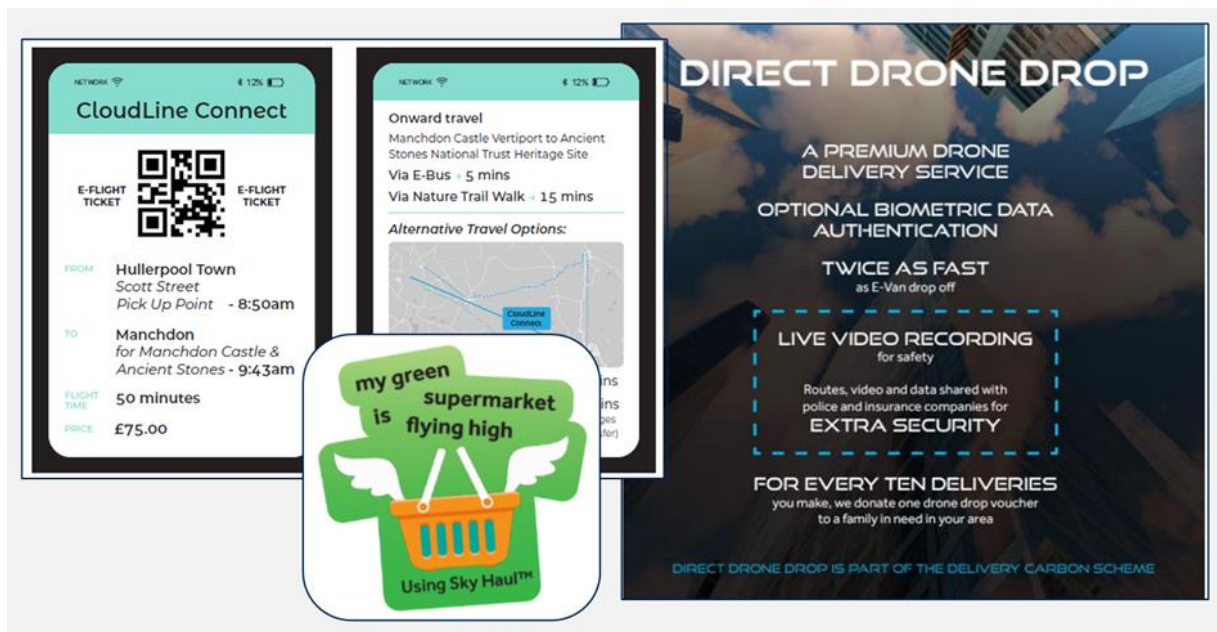 NETWORK 12%
CloudLine Connect
E-FLIGHT
TICKET
E-FLIGHT
TICKET
FROM Hullerpool Town
Scott Street
Pick Up Point - 8:50am
TO Manchdon
for Manchdon Castle &
Ancient Stones - 9:43am
FLIGHT
TIME 50 minutes
PRICE £75.00
NETWORK 12%
Onward travel
Manchdon Castle Vertiport to Ancient
Stones National Trust Heritage Site
Via E-Bus → 5 mins
Via Nature Trail Walk → 15 mins
Alternative Travel Options:
CloudLine
Connect
my green
supermarket
is flying high
Using Sky Haul™
DIRECT DRONE DROP
A PREMIUM DRONE
DELIVERY SERVICE
OPTIONAL BIOMETRIC DATA
AUTHENTICATION
TWICE AS FAST
as E-Van drop off
LIVE VIDEO RECORDING
for safety
Routes, video and data shared with
police and insurance companies for
EXTRA SECURITY
FOR EVERY TEN DELIVERIES
you make, we donate one drone drop voucher
to a family in need in your area
DIRECT DRONE DROP IS PART OF THE DELIVERY CARBON SCHEME